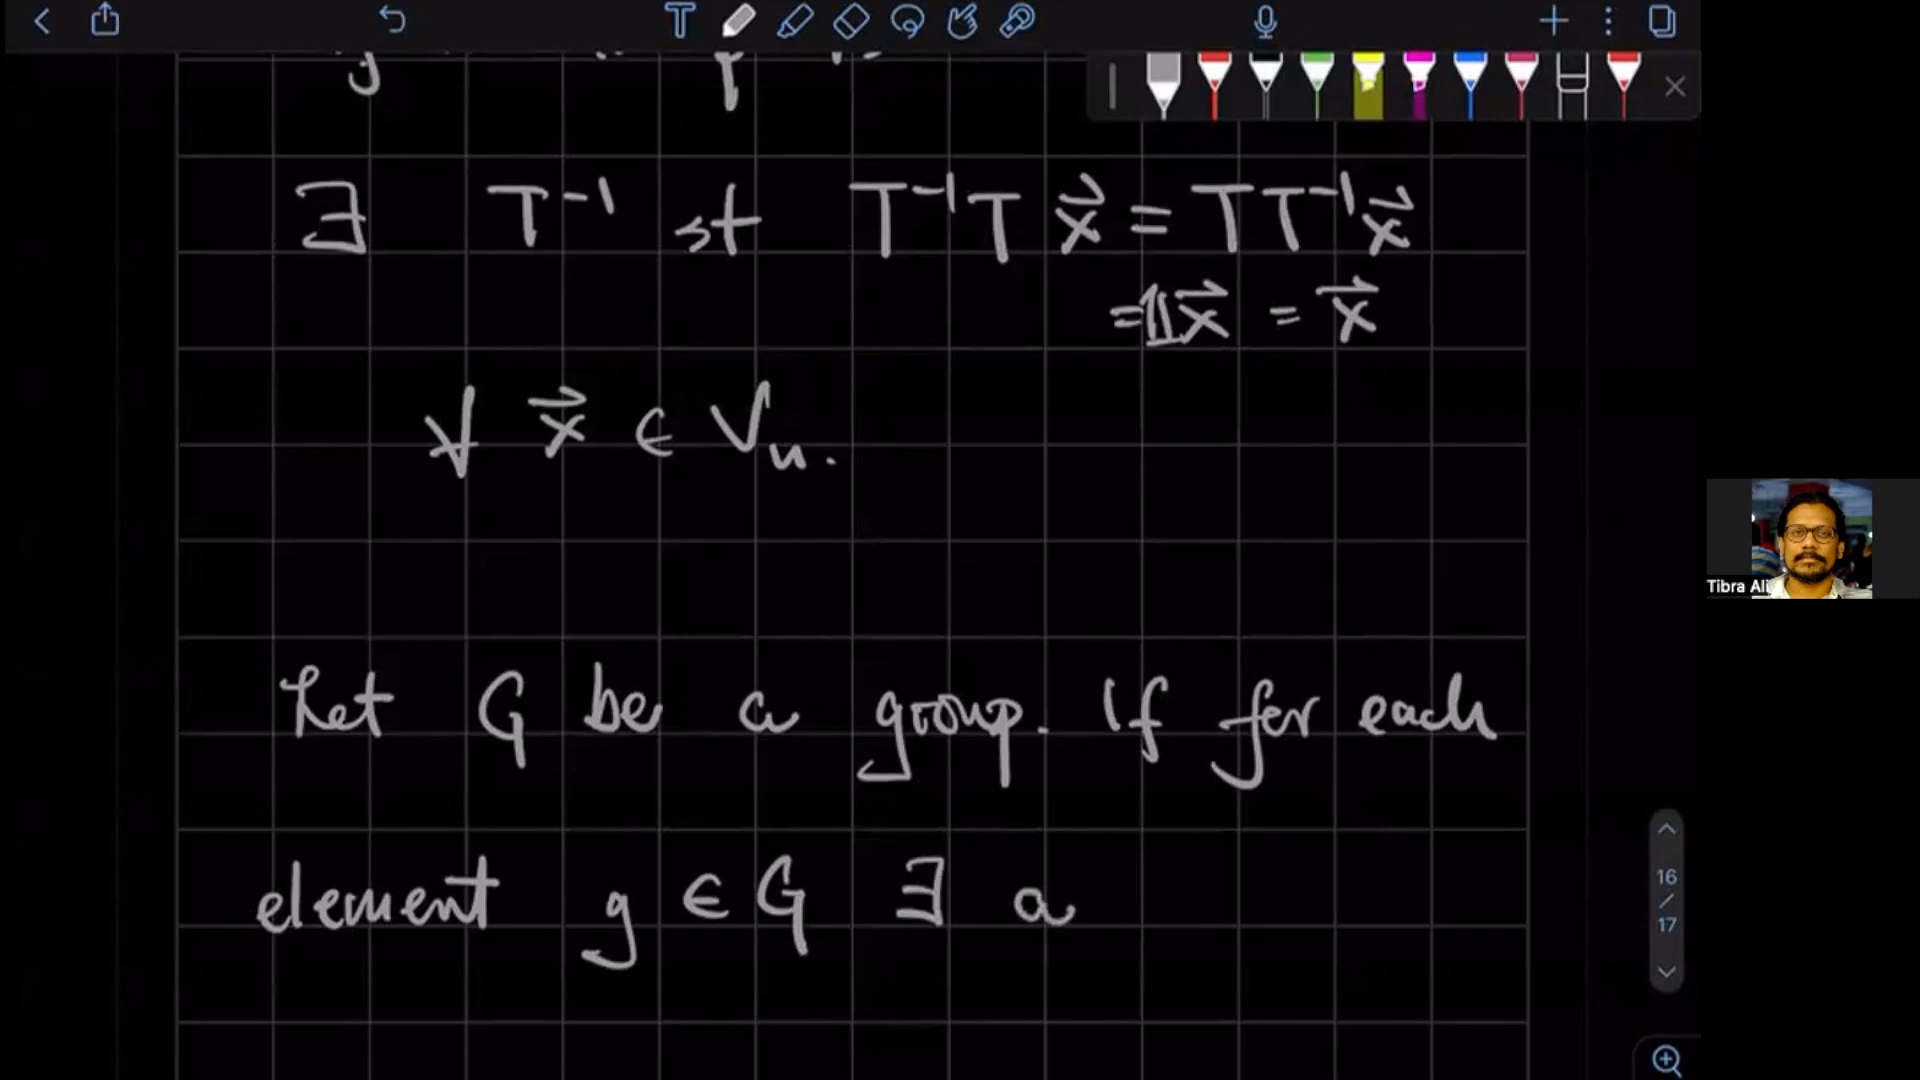 ∃ T⁻¹ st T⁻¹T x⃗ = TT⁻¹x⃗
= 𝟙x⃗ = x⃗
∀ x⃗ ∈ Vₙ.
Let G be a group. If for each
element g ∈ G ∃ a
16
/
17
Tibra Ali